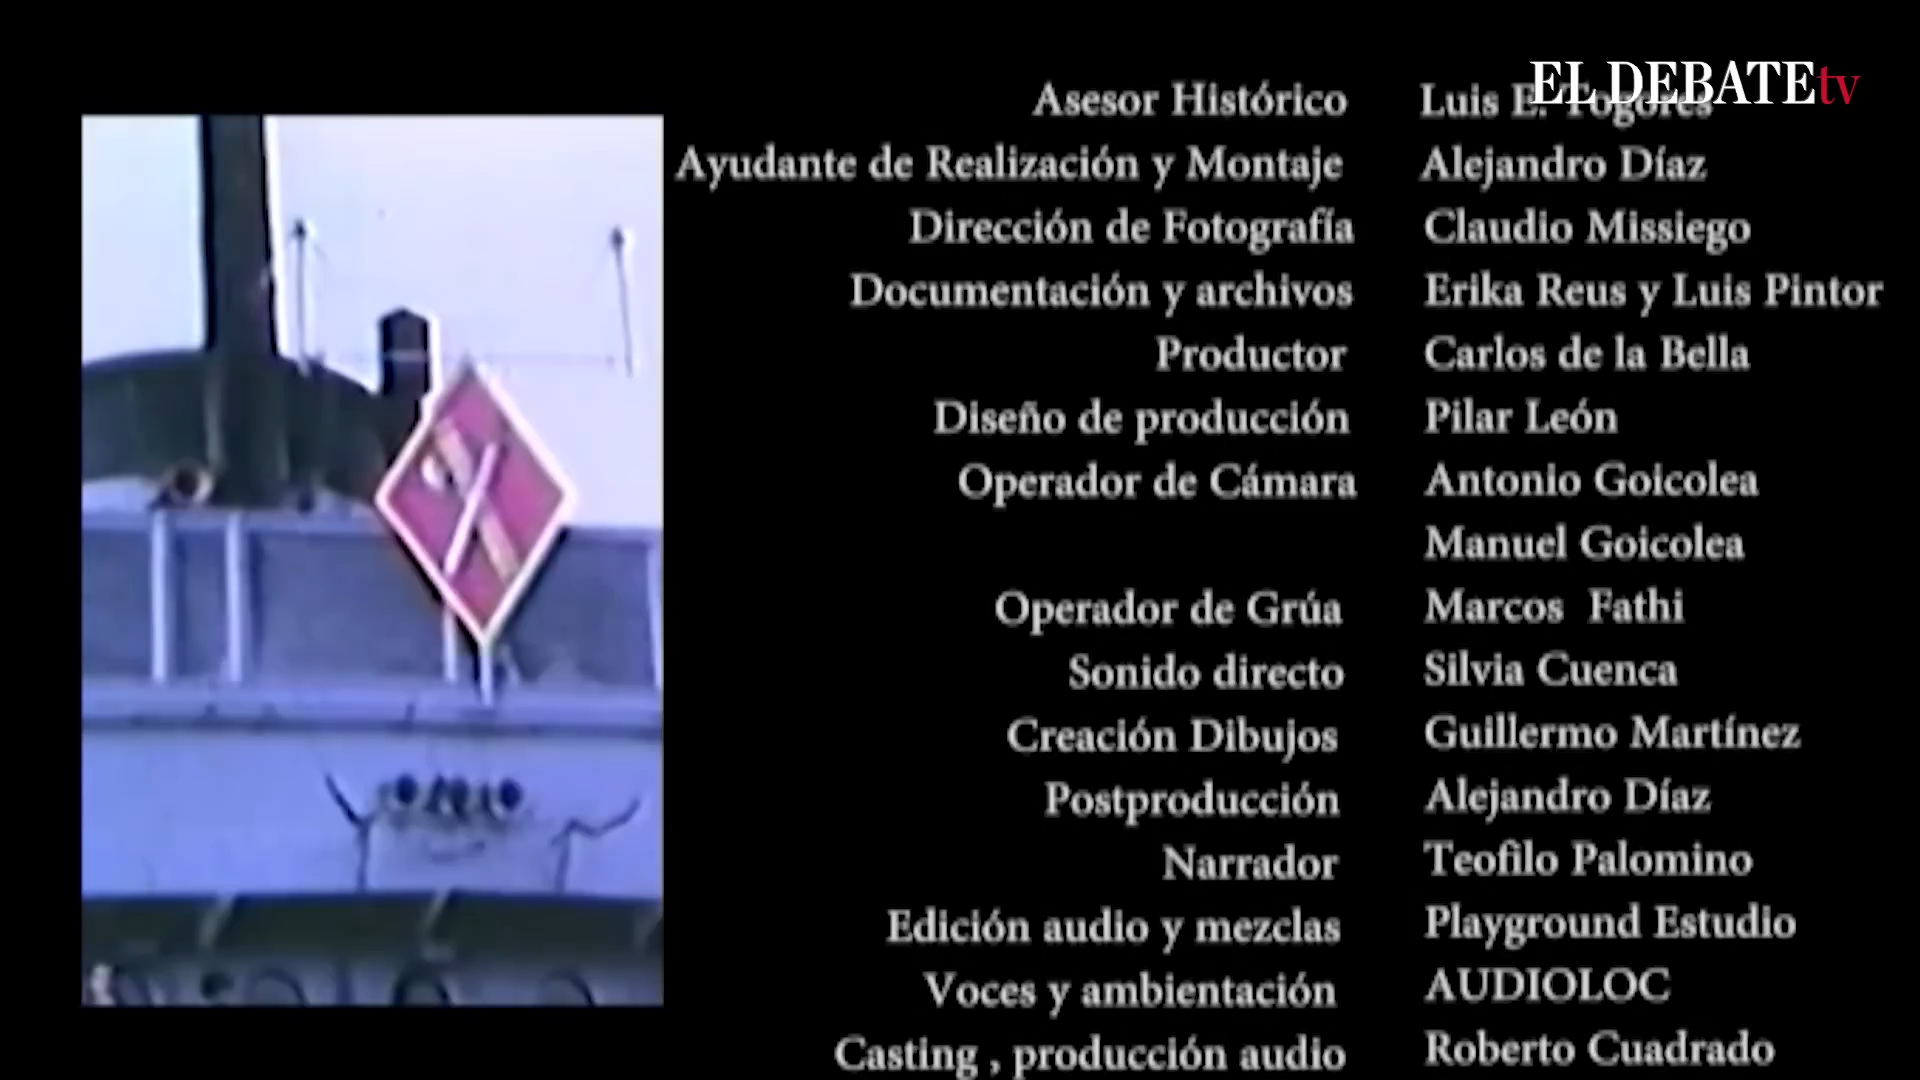 EL DEBATEtv
Asesor Histórico Luis E. Togores
Ayudante de Realización y Montaje Alejandro Díaz
Dirección de Fotografía Claudio Missiego
Documentación y archivos Erika Reus y Luis Pintor
Productor Carlos de la Bella
Diseño de producción Pilar León
Operador de Cámara Antonio Goicolea
Manuel Goicolea
Operador de Grúa Marcos Fathi
Sonido directo Silvia Cuenca
Creación Dibujos Guillermo Martínez
Postproducción Alejandro Díaz
Narrador Teofilo Palomino
Edición audio y mezclas Playground Estudio
Voces y ambientación AUDIOLOC
Casting , producción audio Roberto Cuadrado